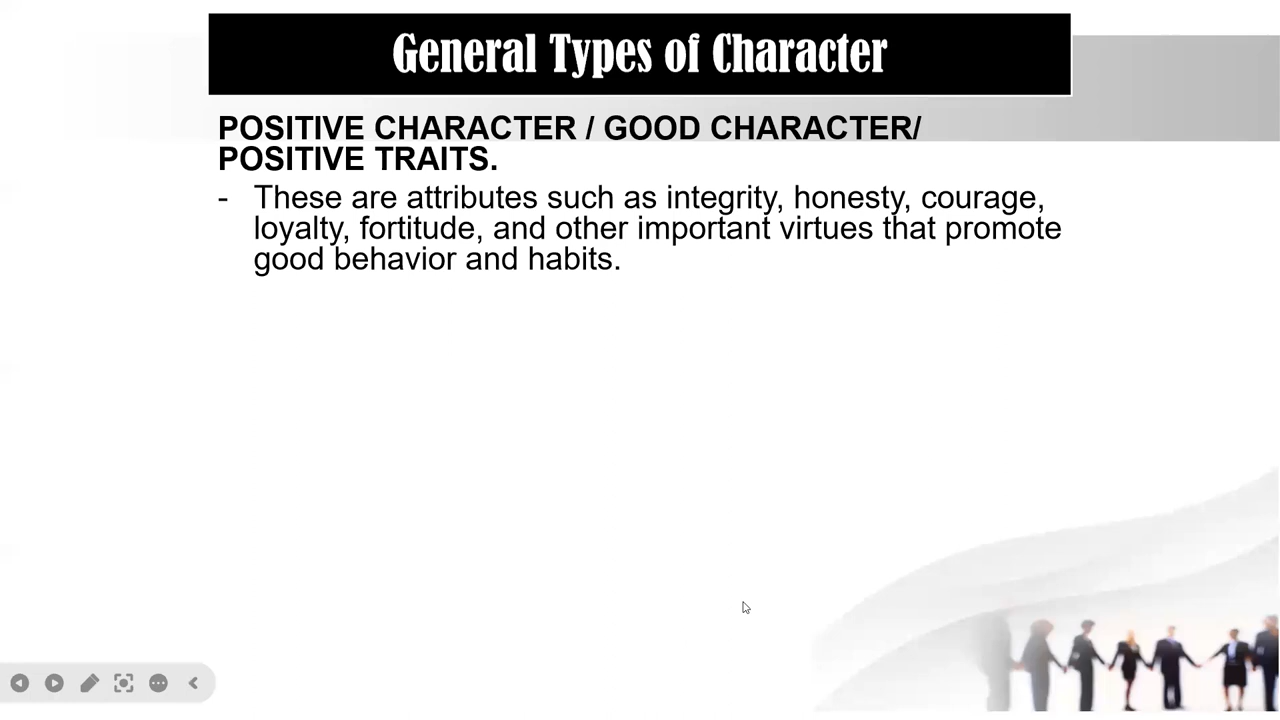 General Types of Character
POSITIVE CHARACTER / GOOD CHARACTER/
POSITIVE TRAITS.
- These are attributes such as integrity, honesty, courage,
loyalty, fortitude, and other important virtues that promote
good behavior and habits.